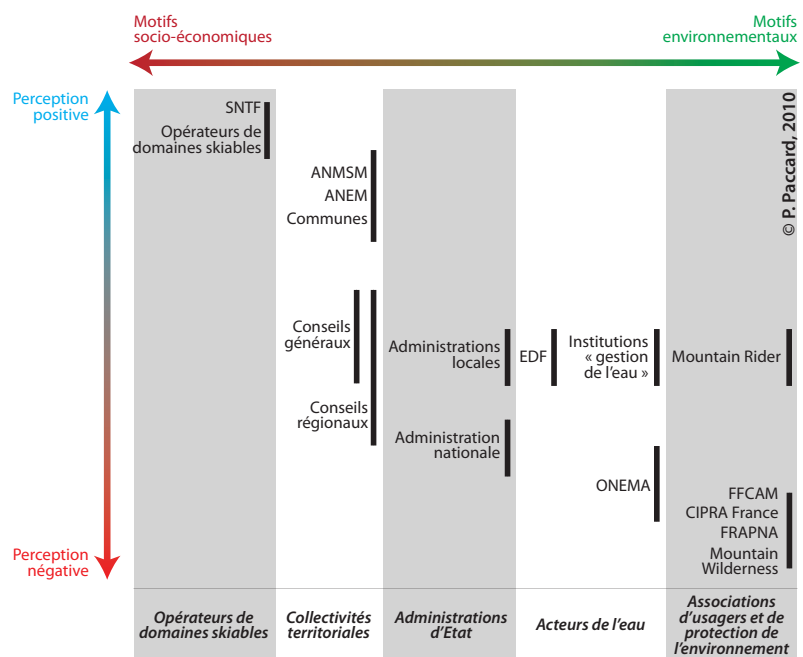 Motifs
socio-économiques
Motifs
environnementaux
Perception
positive
SNTF
Opérateurs de
domaines skiables
ANMSM
ANEM
Communes
© P. Paccard, 2010
Conseils
généraux
Conseils
régionaux
Administrations
locales
Administration
nationale
EDF
Institutions
« gestion
de l'eau »
ONEMA
Mountain Rider
FFCAM
CIPRA France
FRAPNA
Mountain
Wilderness
Perception
négative
Opérateurs de
domaines skiables
Collectivités
territoriales
Administrations
d'Etat
Acteurs de l'eau
Associations
d'usagers et de
protection de
l'environnement